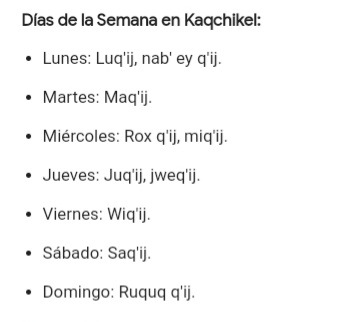 Días de la Semana en Kaqchikel:
• Lunes: Luq'ij, nab' ey q'ij.
• Martes: Maq'ij.
• Miércoles: Rox q'ij, miq'ij.
• Jueves: Juq'ij, jweq'ij.
• Viernes: Wiq'ij.
• Sábado: Saq'ij.
• Domingo: Ruquq q'ij.